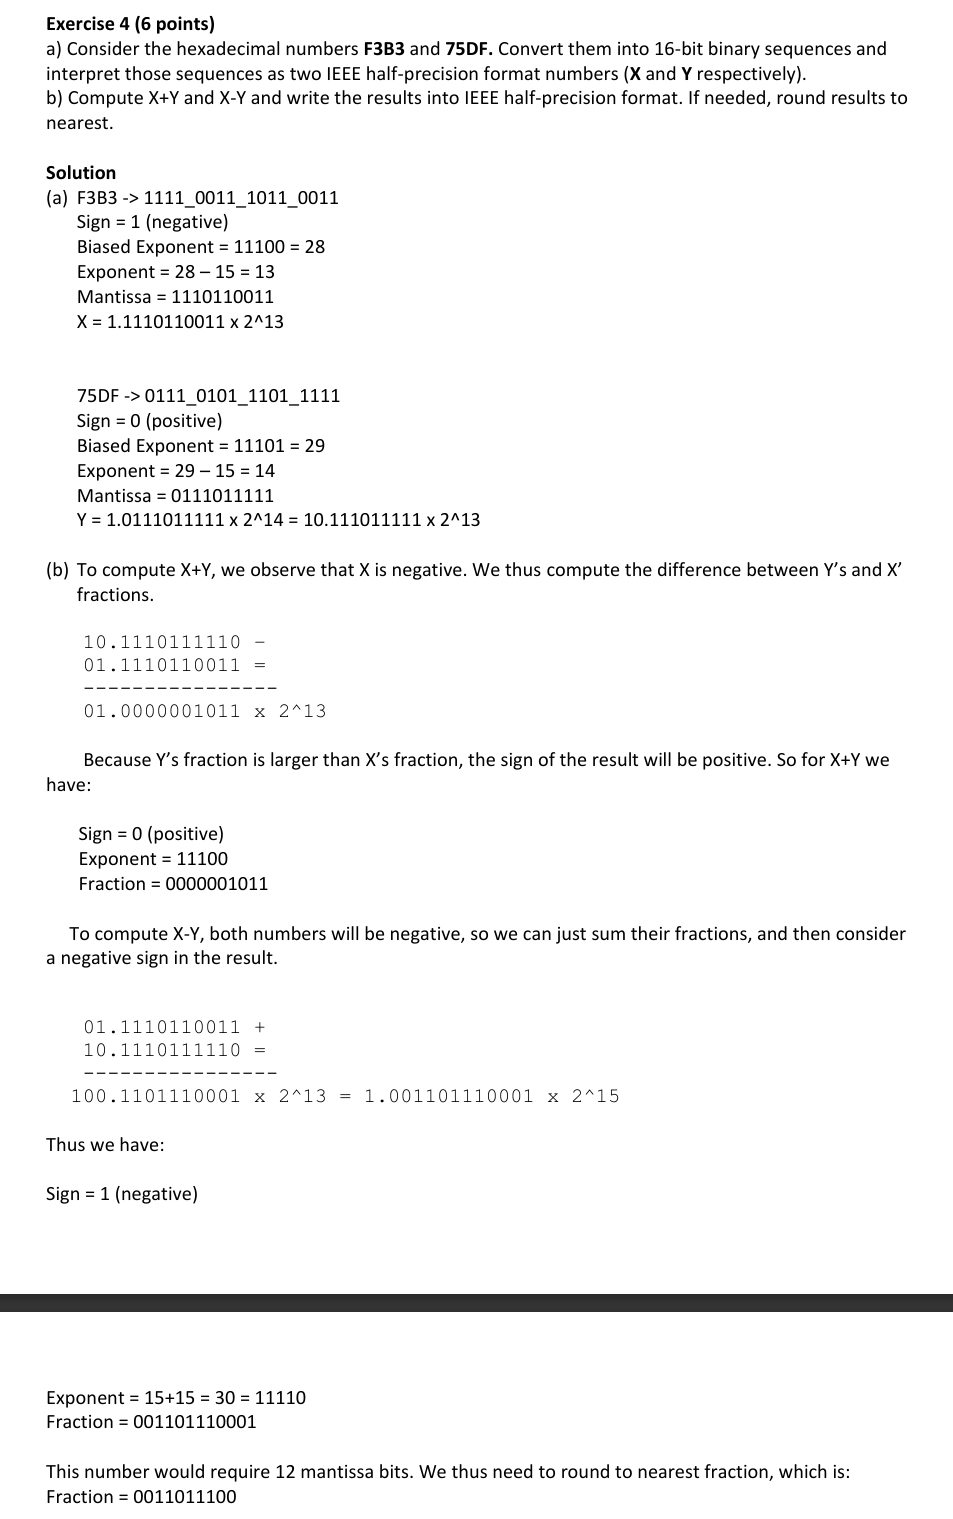 Exercise 4 (6 points)
a) Consider the hexadecimal numbers F3B3 and 75DF. Convert them into 16-bit binary sequences and
interpret those sequences as two IEEE half-precision format numbers (X and Y respectively).
b) Compute X+Y and X-Y and write the results into IEEE half-precision format. If needed, round results to
nearest.
Solution
(a) F3B3 -> 1111_0011_1011_0011
Sign = 1 (negative)
Biased Exponent = 11100 = 28
Exponent = 28 – 15 = 13
Mantissa = 1110110011
X = 1.1110110011 x 2^13
75DF -> 0111_0101_1101_1111
Sign = 0 (positive)
Biased Exponent = 11101 = 29
Exponent = 29 – 15 = 14
Mantissa = 0111011111
Y = 1.0111011111 x 2^14 = 10.111011111 x 2^13
(b) To compute X+Y, we observe that X is negative. We thus compute the difference between Y’s and X’
fractions.
10.1110111110 –
01.1110110011 =
----------------
01.0000001011 x 2^13
Because Y’s fraction is larger than X’s fraction, the sign of the result will be positive. So for X+Y we
have:
Sign = 0 (positive)
Exponent = 11100
Fraction = 0000001011
To compute X-Y, both numbers will be negative, so we can just sum their fractions, and then consider
a negative sign in the result.
01.1110110011 +
10.1110111110 =
----------------
100.1101110001 x 2^13 = 1.001101110001 x 2^15
Thus we have:
Sign = 1 (negative)
Exponent = 15+15 = 30 = 11110
Fraction = 001101110001
This number would require 12 mantissa bits. We thus need to round to nearest fraction, which is:
Fraction = 0011011100